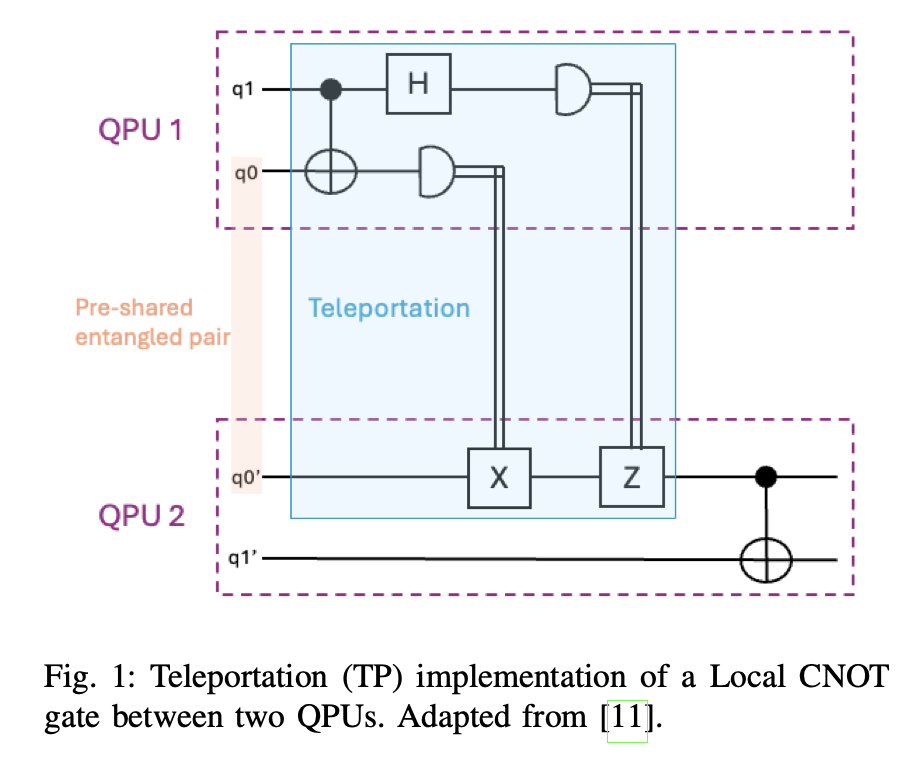 q1
H
QPU 1
q0
Pre-shared
entangled pair
Teleportation
q0'
X
Z
QPU 2
q1'
Fig. 1: Teleportation (TP) implementation of a Local CNOT
gate between two QPUs. Adapted from [11].